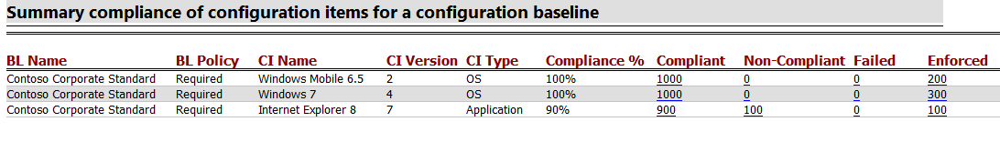 Summary compliance of configuration items for a configuration baseline
BL Name BL Policy CI Name CI Version CI Type Compliance % Compliant Non-Compliant Failed Enforced
Contoso Corporate Standard Required Windows Mobile 6.5 2 OS 100% 1000 0 0 200
Contoso Corporate Standard Required Windows 7 4 OS 100% 1000 0 0 300
Contoso Corporate Standard Required Internet Explorer 8 7 Application 90% 900 100 0 100